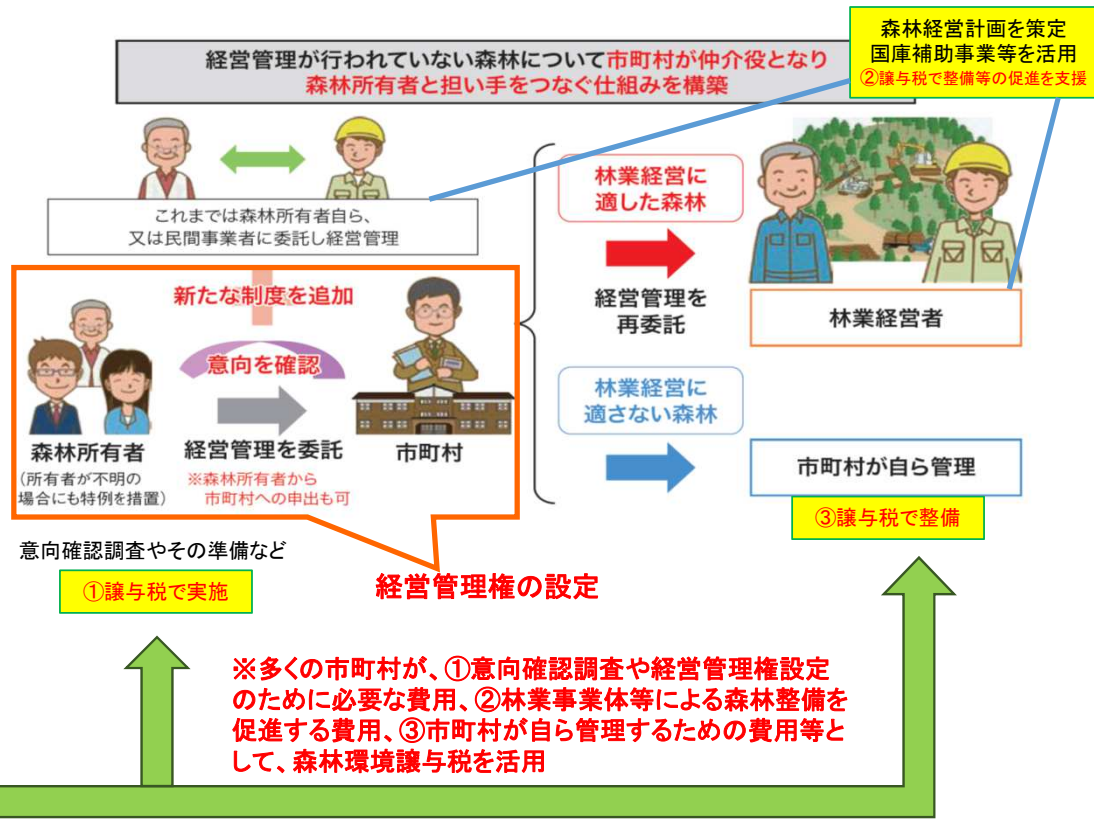 森林経営計画を策定
国庫補助事業等を活用
②譲与税で整備等の促進を支援
経営管理が行われていない森林について市町村が仲介役となり
森林所有者と担い手をつなぐ仕組みを構築
これまでは森林所有者自ら、
又は民間事業者に委託し経営管理
新たな制度を追加
意向を確認
森林所有者
(所有者が不明の
場合にも特例を措置)
経営管理を委託
※森林所有者から
市町村への申出も可
市町村
林業経営に
適した森林
経営管理を
再委託
林業経営者
林業経営に
適さない森林
市町村が自ら管理
③譲与税で整備
意向確認調査やその準備など
①譲与税で実施
経営管理権の設定
※多くの市町村が、①意向確認調査や経営管理権設定
のために必要な費用、②林業事業体等による森林整備を
促進する費用、③市町村が自ら管理するための費用等と
して、森林環境譲与税を活用